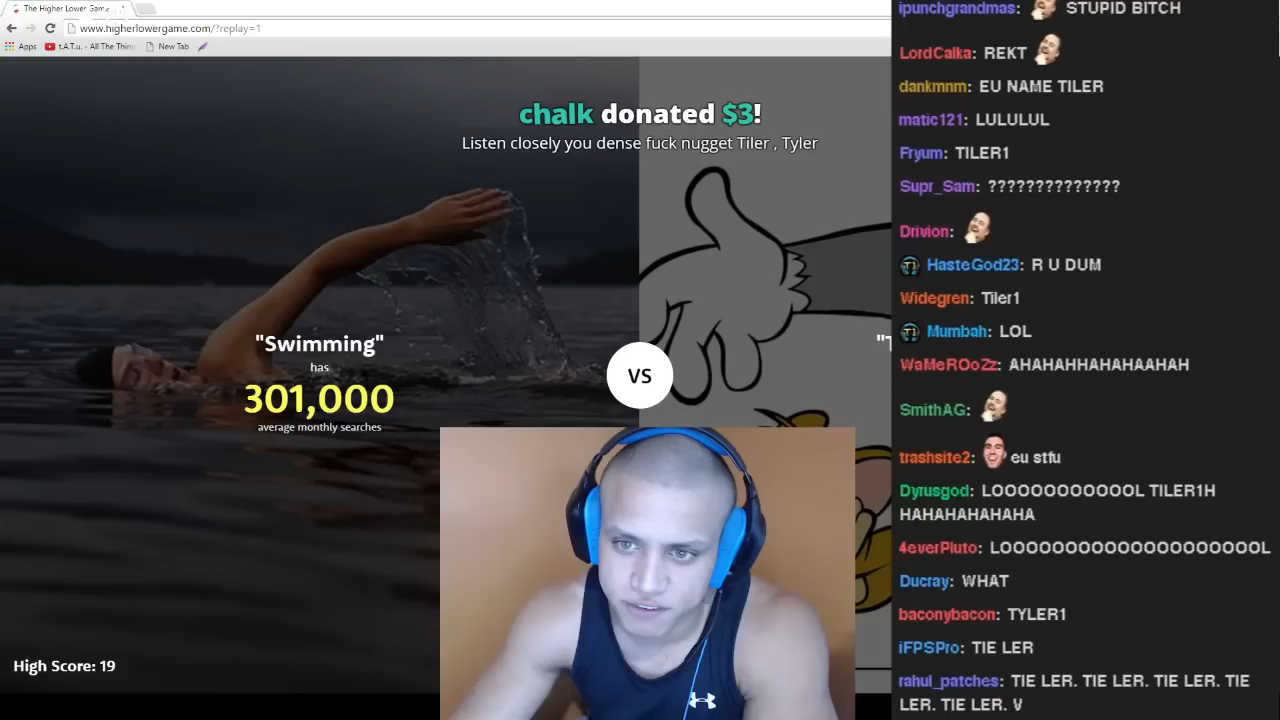 The Higher Lower Game
www.higherlowergame.com/?replay=1
Apps
t.A.T.u. - All The Thin
New Tab
chalk donated $3!
Listen closely you dense fuck nugget Tiler , Tyler
"Swimming"
has
301,000
average monthly searches
VS
"T
High Score: 19
ipunchgrandmas: STUPID BITCH
LordCalka: REKT
dankmnm: EU NAME TILER
matic121: LULULUL
Fryum: TILER1
Supr_Sam: ??????????????
Drivion:
HasteGod23: R U DUM
Widegren: Tiler1
Mumbah: LOL
WaMeROoZz: AHAHAHHAHAHAAHAH
SmithAG:
trashsite2: eu stfu
Dyrusgod: LOOOOOOOOOOOL TILER1H
HAHAHAHAHAHA
4everPluto: LOOOOOOOOOOOOOOOOOOOOL
Ducray: WHAT
baconybacon: TYLER1
iFPSPro: TIE LER
rahul_patches: TIE LER. TIE LER. TIE LER. TIE
LER. TIE LER. V